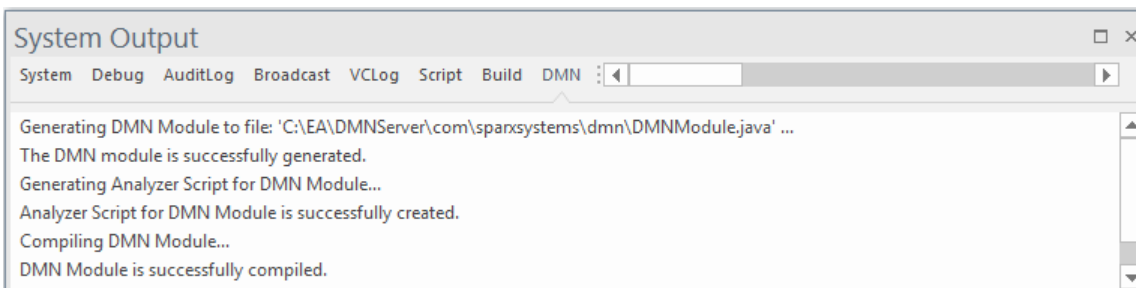 System Output
System Debug AuditLog Broadcast VCLog Script Build DMN
Generating DMN Module to file: 'C:\EA\DMNServer\com\sparxsystems\dmn\DMNModule.java' ...
The DMN module is successfully generated.
Generating Analyzer Script for DMN Module...
Analyzer Script for DMN Module is successfully created.
Compiling DMN Module...
DMN Module is successfully compiled.